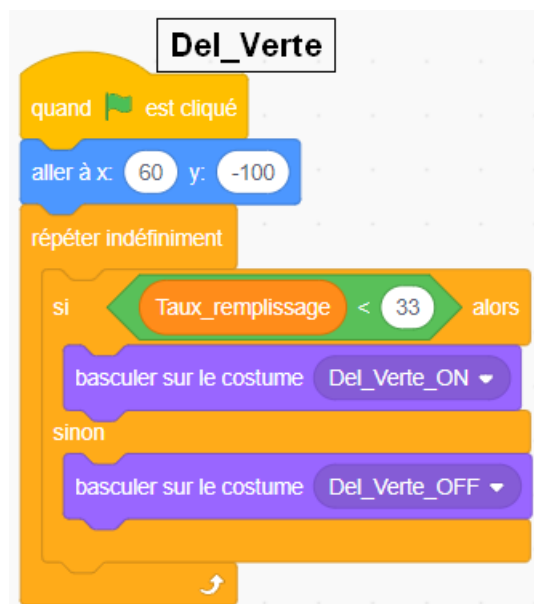 Del_Verte
quand est cliqué
aller à x: 60 y: -100
répéter indéfiniment
si Taux_remplissage < 33 alors
basculer sur le costume Del_Verte_ON
sinon
basculer sur le costume Del_Verte_OFF